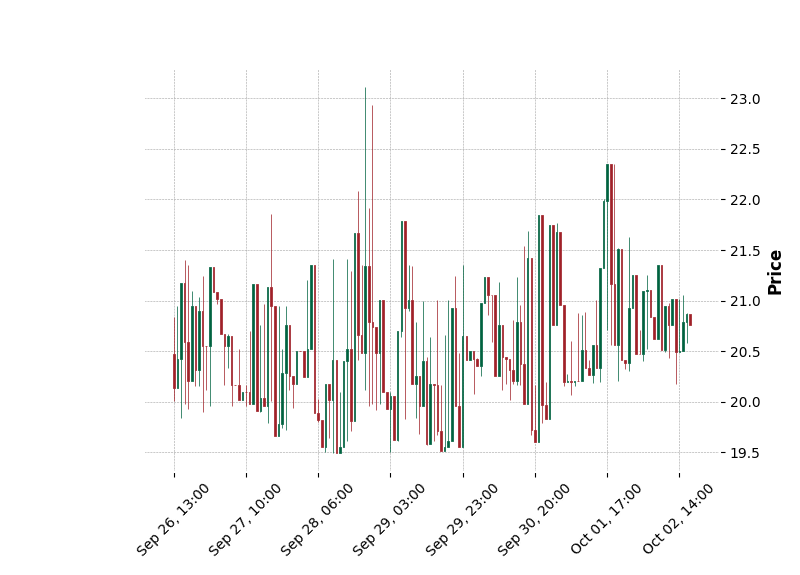 23.0
22.5
22.0
21.5
21.0
20.5
20.0
19.5
Price
Sep 26, 13:00
Sep 27, 10:00
Sep 28, 06:00
Sep 29, 03:00
Sep 29, 23:00
Sep 30, 20:00
Oct 01, 17:00
Oct 02, 14:00